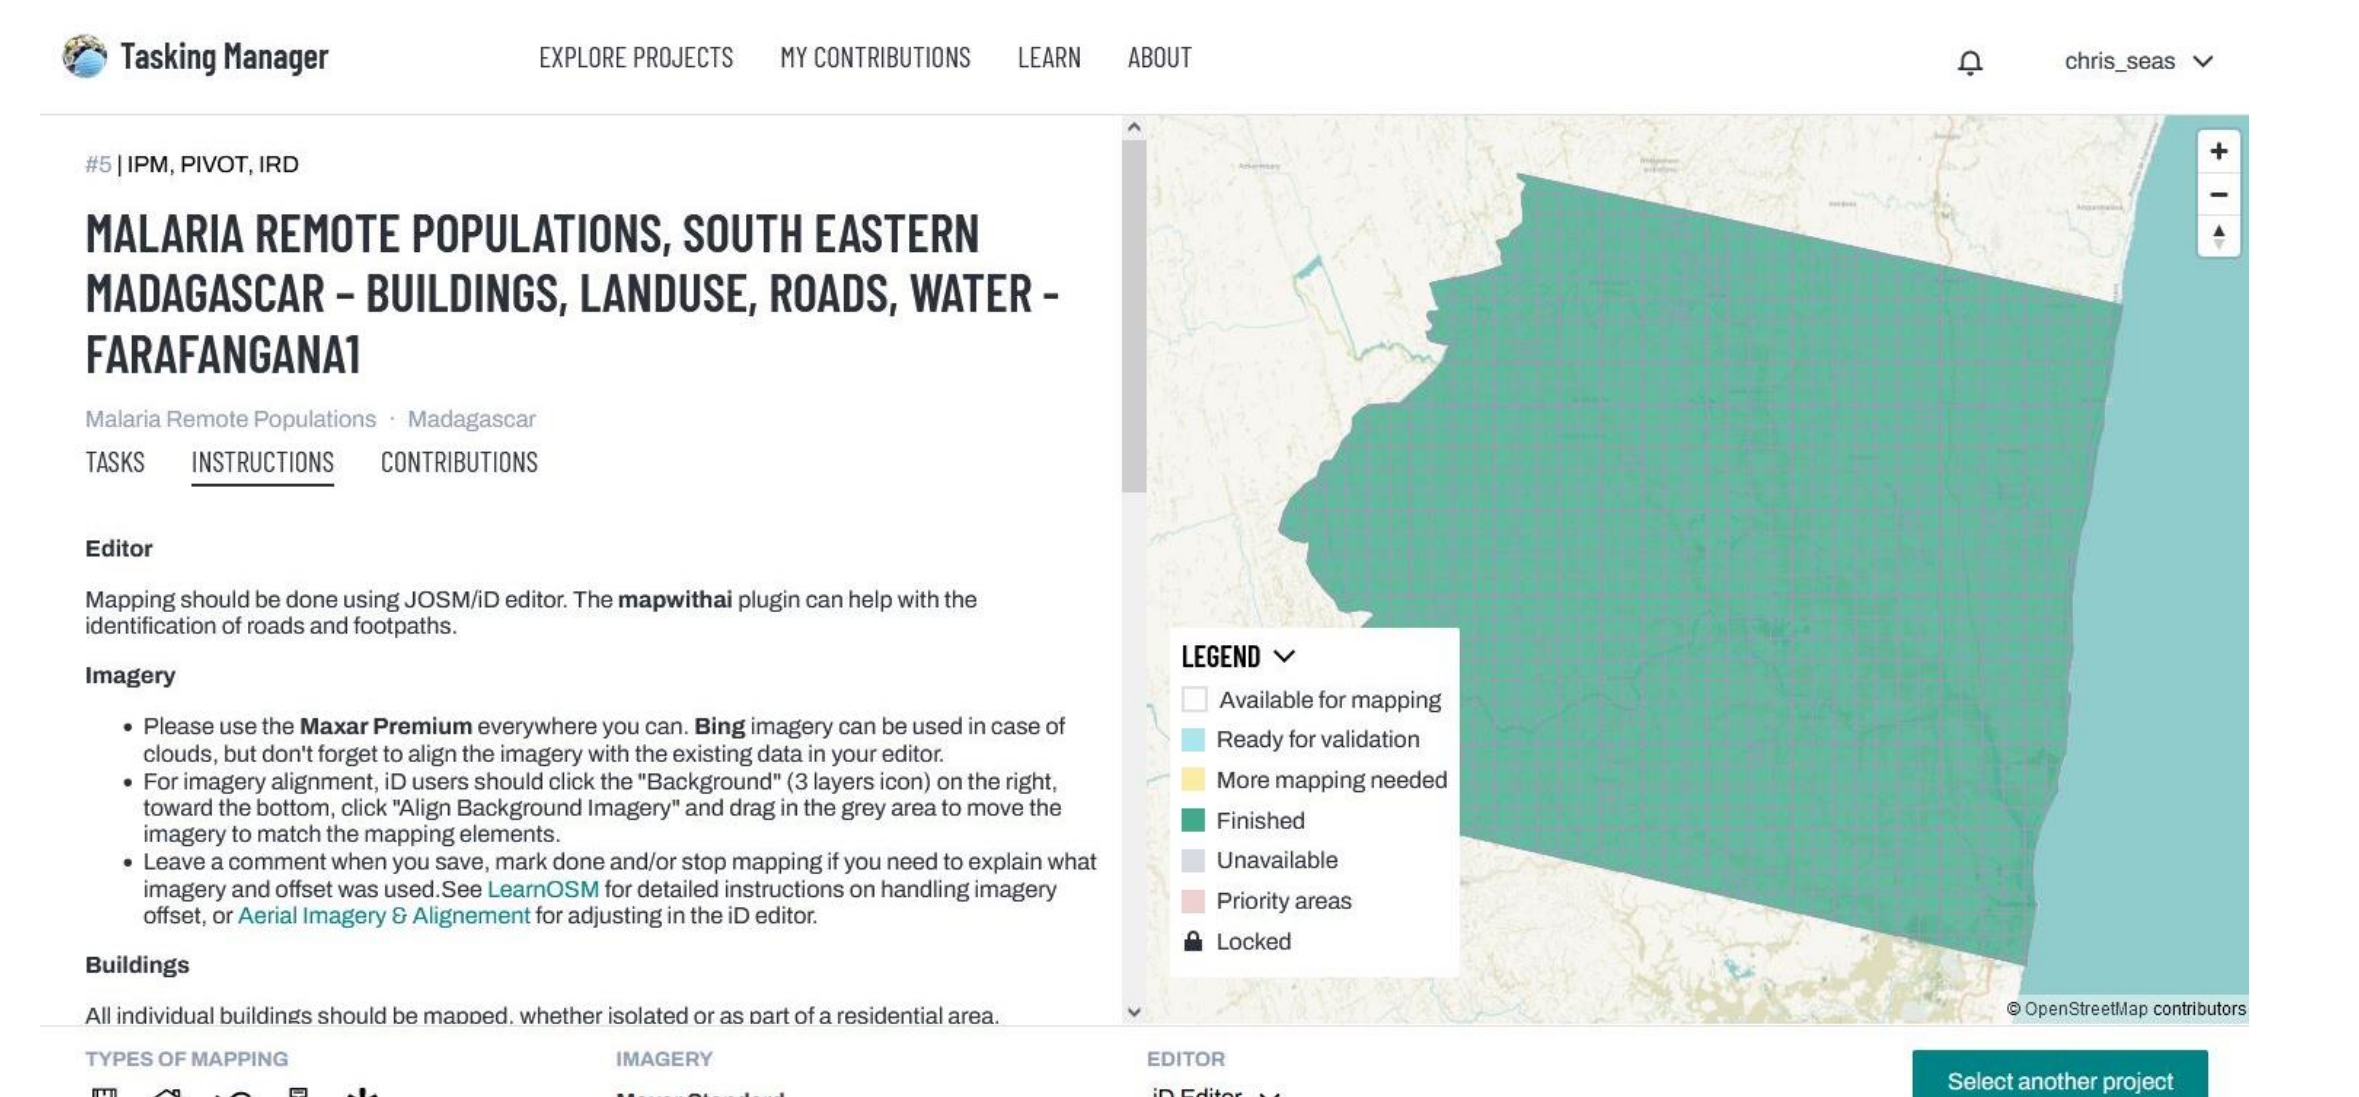 Tasking Manager
EXPLORE PROJECTS
MY CONTRIBUTIONS
LEARN
ABOUT
chris_seas
#5 | IPM, PIVOT, IRD
MALARIA REMOTE POPULATIONS, SOUTH EASTERN
MADAGASCAR – BUILDINGS, LANDUSE, ROADS, WATER -
FARAFANGANA1
Malaria Remote Populations · Madagascar
TASKS
INSTRUCTIONS
CONTRIBUTIONS
Editor
Mapping should be done using JOSM/iD editor. The mapwithai plugin can help with the
identification of roads and footpaths.
Imagery
• Please use the Maxar Premium everywhere you can. Bing imagery can be used in case of
clouds, but don't forget to align the imagery with the existing data in your editor.
• For imagery alignment, iD users should click the "Background" (3 layers icon) on the right,
toward the bottom, click "Align Background Imagery" and drag in the grey area to move the
imagery to match the mapping elements.
• Leave a comment when you save, mark done and/or stop mapping if you need to explain what
imagery and offset was used.See LearnOSM for detailed instructions on handling imagery
offset, or Aerial Imagery & Alignement for adjusting in the iD editor.
Buildings
All individual buildings should be mapped, whether isolated or as part of a residential area.
LEGEND
Available for mapping
Ready for validation
More mapping needed
Finished
Unavailable
Priority areas
Locked
© OpenStreetMap contributors
TYPES OF MAPPING
IMAGERY
Maxar Standard
EDITOR
iD Editor
Select another project